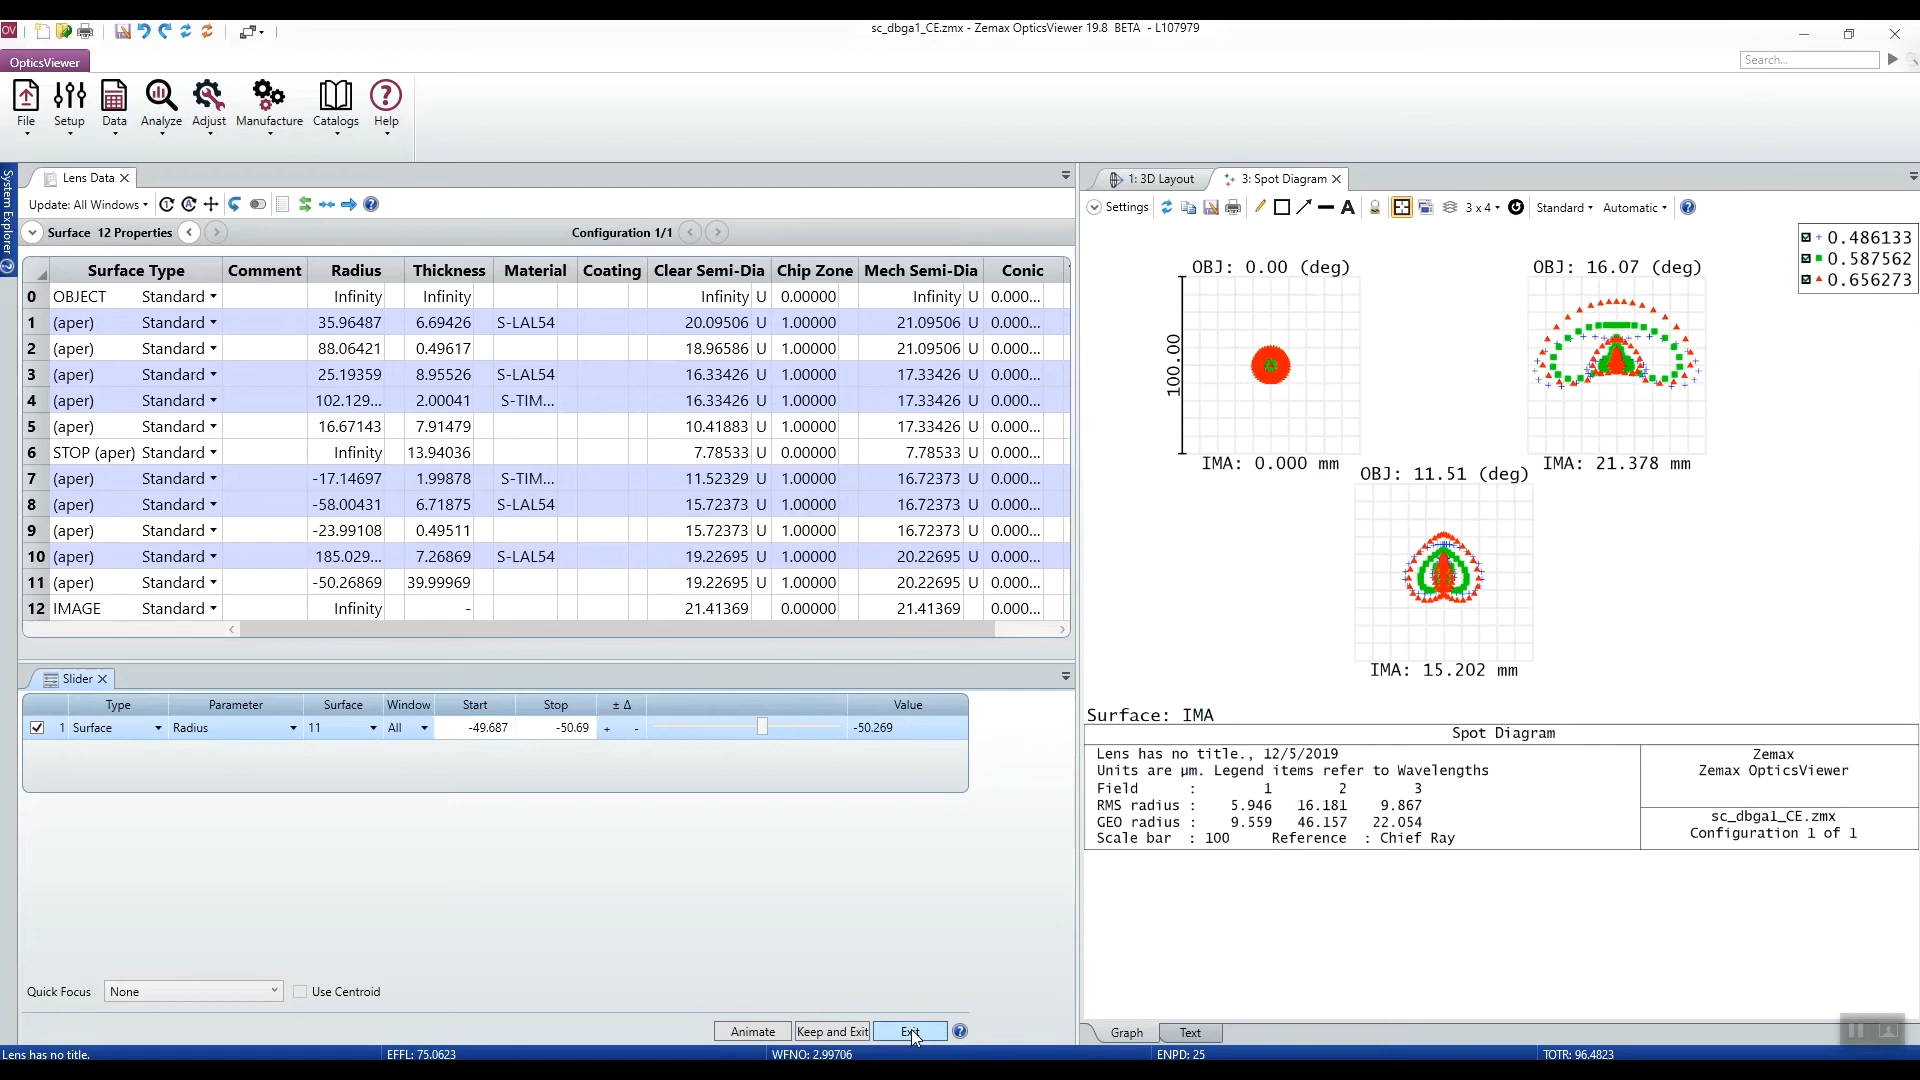 OV
sc_dbga1_CE.zmx - Zemax OpticsViewer 19.8 BETA - L107979
OpticsViewer
Search...
File Setup Data Analyze Adjust Manufacture Catalogs Help
System Explorer
Lens Data
Update: All Windows
Surface 12 Properties
Configuration 1/1
Surface Type Comment Radius Thickness Material Coating Clear Semi-Dia Chip Zone Mech Semi-Dia Conic
0 OBJECT Standard Infinity Infinity Infinity U 0.00000 Infinity U 0.000...
1 (aper) Standard 35.96487 6.69426 S-LAL54 20.09506 U 1.00000 21.09506 U 0.000...
2 (aper) Standard 88.06421 0.49617 18.96586 U 1.00000 21.09506 U 0.000...
3 (aper) Standard 25.19359 8.95526 S-LAL54 16.33426 U 1.00000 17.33426 U 0.000...
4 (aper) Standard 102.129... 2.00041 S-TIM... 16.33426 U 1.00000 17.33426 U 0.000...
5 (aper) Standard 16.67143 7.91479 10.41883 U 1.00000 17.33426 U 0.000...
6 STOP (aper) Standard Infinity 13.94036 7.78533 U 0.00000 7.78533 U 0.000...
7 (aper) Standard -17.14697 1.99878 S-TIM... 11.52329 U 1.00000 16.72373 U 0.000...
8 (aper) Standard -58.00431 6.71875 S-LAL54 15.72373 U 1.00000 16.72373 U 0.000...
9 (aper) Standard -23.99108 0.49511 15.72373 U 1.00000 16.72373 U 0.000...
10 (aper) Standard 185.029... 7.26869 S-LAL54 19.22695 U 1.00000 20.22695 U 0.000...
11 (aper) Standard -50.26869 39.99969 19.22695 U 1.00000 20.22695 U 0.000...
12 IMAGE Standard Infinity - 21.41369 0.00000 21.41369 0.000...
Slider
Type Parameter Surface Window Start Stop ± Δ Value
1 Surface Radius 11 All -49.687 -50.69 + - -50.269
Quick Focus None Use Centroid
Animate Keep and Exit Exit
1: 3D Layout 3: Spot Diagram
Settings A 3 x 4 Standard Automatic
+ 0.486133
0.587562
0.656273
OBJ: 0.00 (deg)
OBJ: 16.07 (deg)
100.00
IMA: 0.000 mm
IMA: 21.378 mm
OBJ: 11.51 (deg)
IMA: 15.202 mm
Surface: IMA
Spot Diagram
Lens has no title., 12/5/2019
Units are µm. Legend items refer to Wavelengths
Field : 1 2 3
RMS radius : 5.946 16.181 9.867
GEO radius : 9.559 46.157 22.054
Scale bar : 100 Reference : Chief Ray
Zemax
Zemax OpticsViewer
sc_dbga1_CE.zmx
Configuration 1 of 1
Graph Text
Lens has no title. EFFL: 75.0623 WFNO: 2.99706 ENPD: 25 TOTR: 96.4823